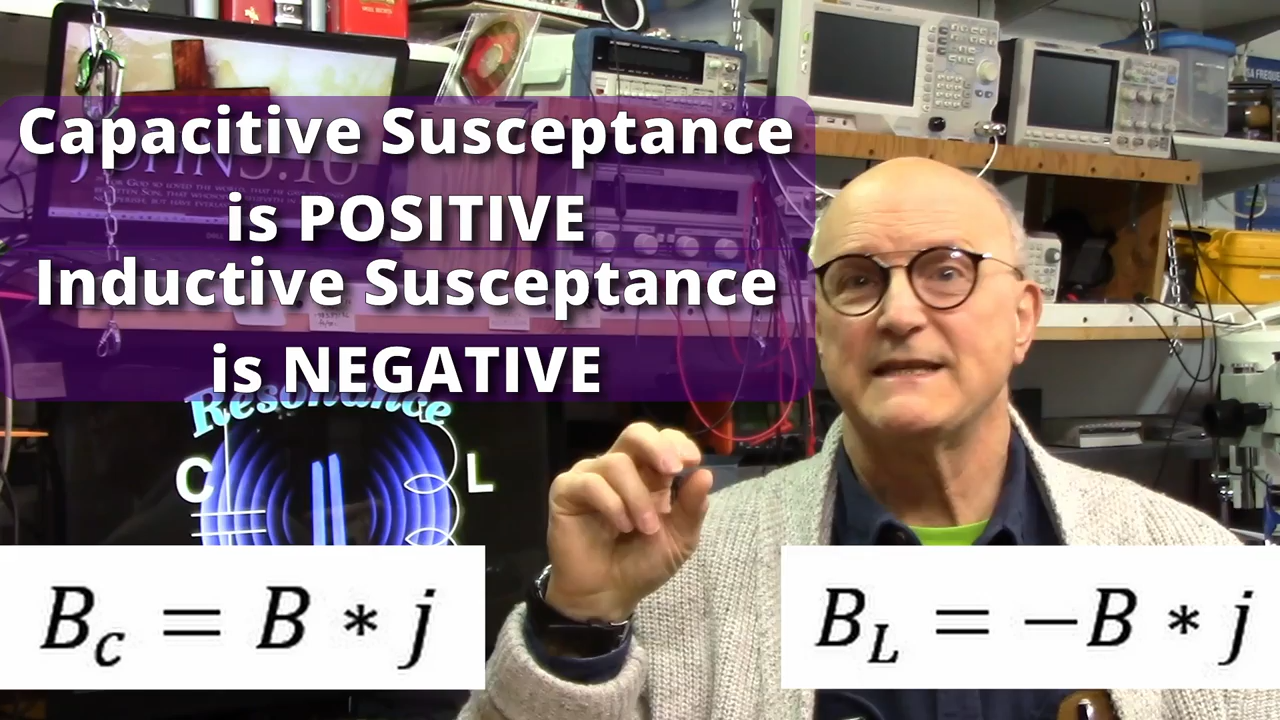 Capacitive Susceptance
is POSITIVE
Inductive Susceptance
is NEGATIVE
Resonance
C
L
B_C = B * j
B_L = −B * j